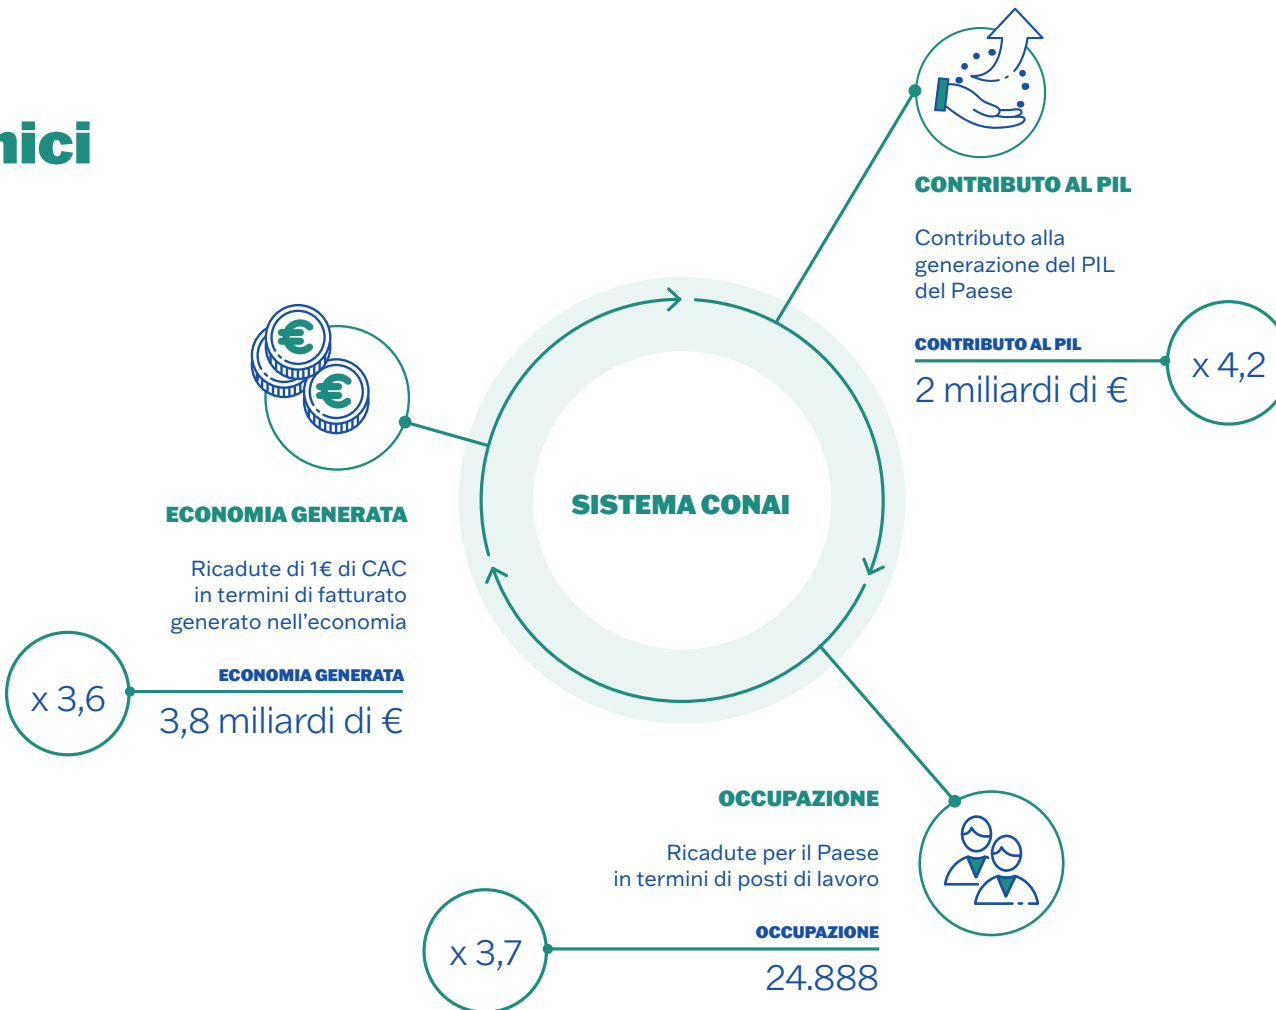 CONTRIBUTO AL PIL
Contributo alla
generazione del PIL
del Paese
CONTRIBUTO AL PIL
2 miliardi di €
x 4,2
SISTEMA CONAI
ECONOMIA GENERATA
Ricadute di 1€ di CAC
in termini di fatturato
generato nell’economia
ECONOMIA GENERATA
3,8 miliardi di €
x 3,6
OCCUPAZIONE
Ricadute per il Paese
in termini di posti di lavoro
OCCUPAZIONE
24.888
x 3,7